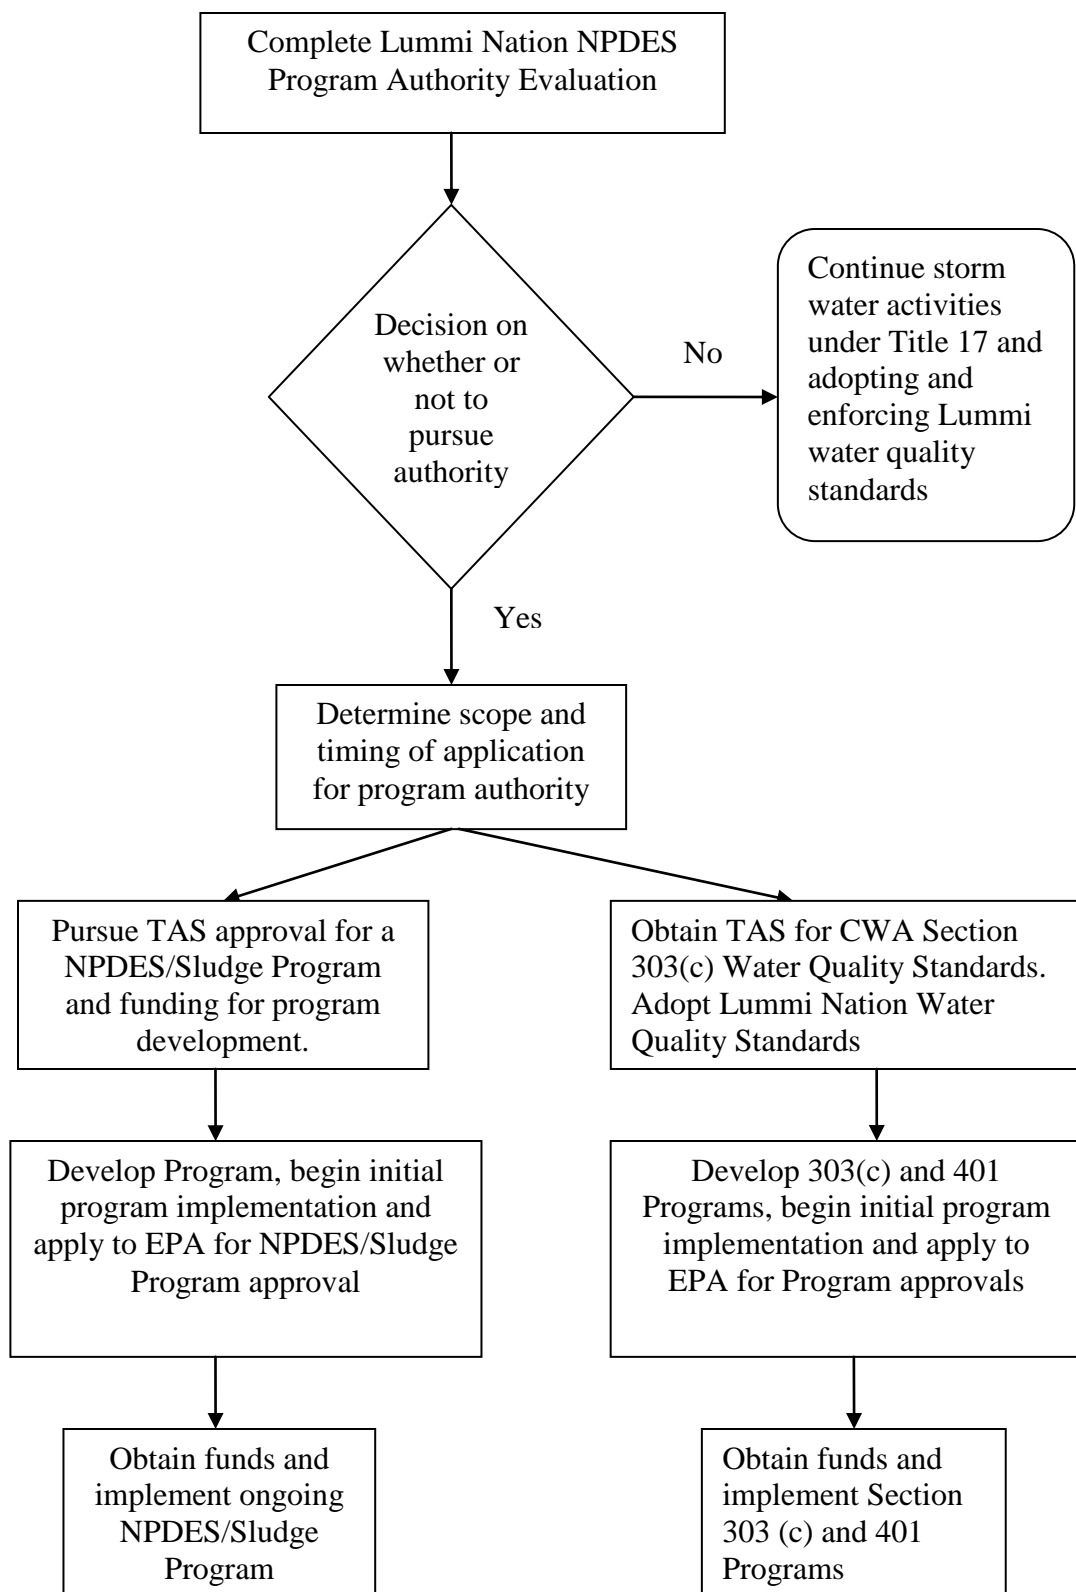 Complete Lummi Nation NPDES
Program Authority Evaluation
Decision on
whether or
not to
pursue
authority
No
Continue storm
water activities
under Title 17 and
adopting and
enforcing Lummi
water quality
standards
Yes
Determine scope and
timing of application
for program authority
Pursue TAS approval for a
NPDES/Sludge Program
and funding for program
development.
Obtain TAS for CWA Section
303(c) Water Quality Standards.
Adopt Lummi Nation Water
Quality Standards
Develop Program, begin initial
program implementation and
apply to EPA for NPDES/Sludge
Program approval
Develop 303(c) and 401
Programs, begin initial program
implementation and apply to
EPA for Program approvals
Obtain funds and
implement ongoing
NPDES/Sludge
Program
Obtain funds and
implement Section
303 (c) and 401
Programs